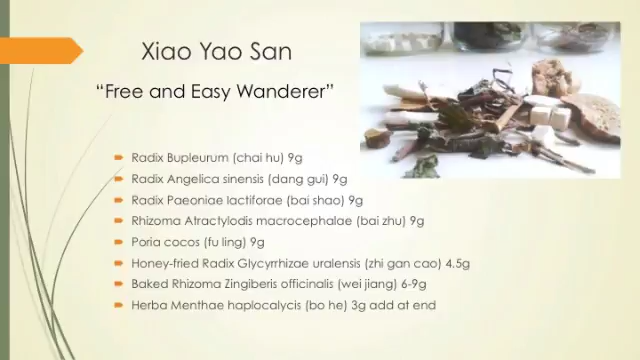 Xiao Yao San
“Free and Easy Wanderer”
Radix Bupleurum (chai hu) 9g
Radix Angelica sinensis (dang gui) 9g
Radix Paeoniae lactiforae (bai shao) 9g
Rhizoma Atractylodis macrocephalae (bai zhu) 9g
Poria cocos (fu ling) 9g
Honey-fried Radix Glycyrrhizae uralensis (zhi gan cao) 4.5g
Baked Rhizoma Zingiberis officinalis (wei jiang) 6-9g
Herba Menthae haplocalycis (bo he) 3g add at end